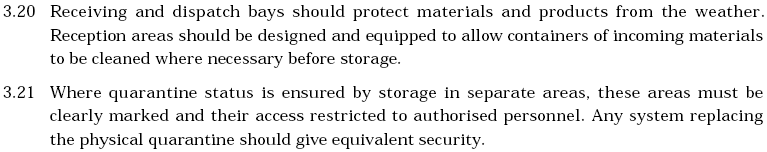 3.20 Receiving and dispatch bays should protect materials and products from the weather.
Reception areas should be designed and equipped to allow containers of incoming materials
to be cleaned where necessary before storage.
3.21 Where quarantine status is ensured by storage in separate areas, these areas must be
clearly marked and their access restricted to authorised personnel. Any system replacing
the physical quarantine should give equivalent security.